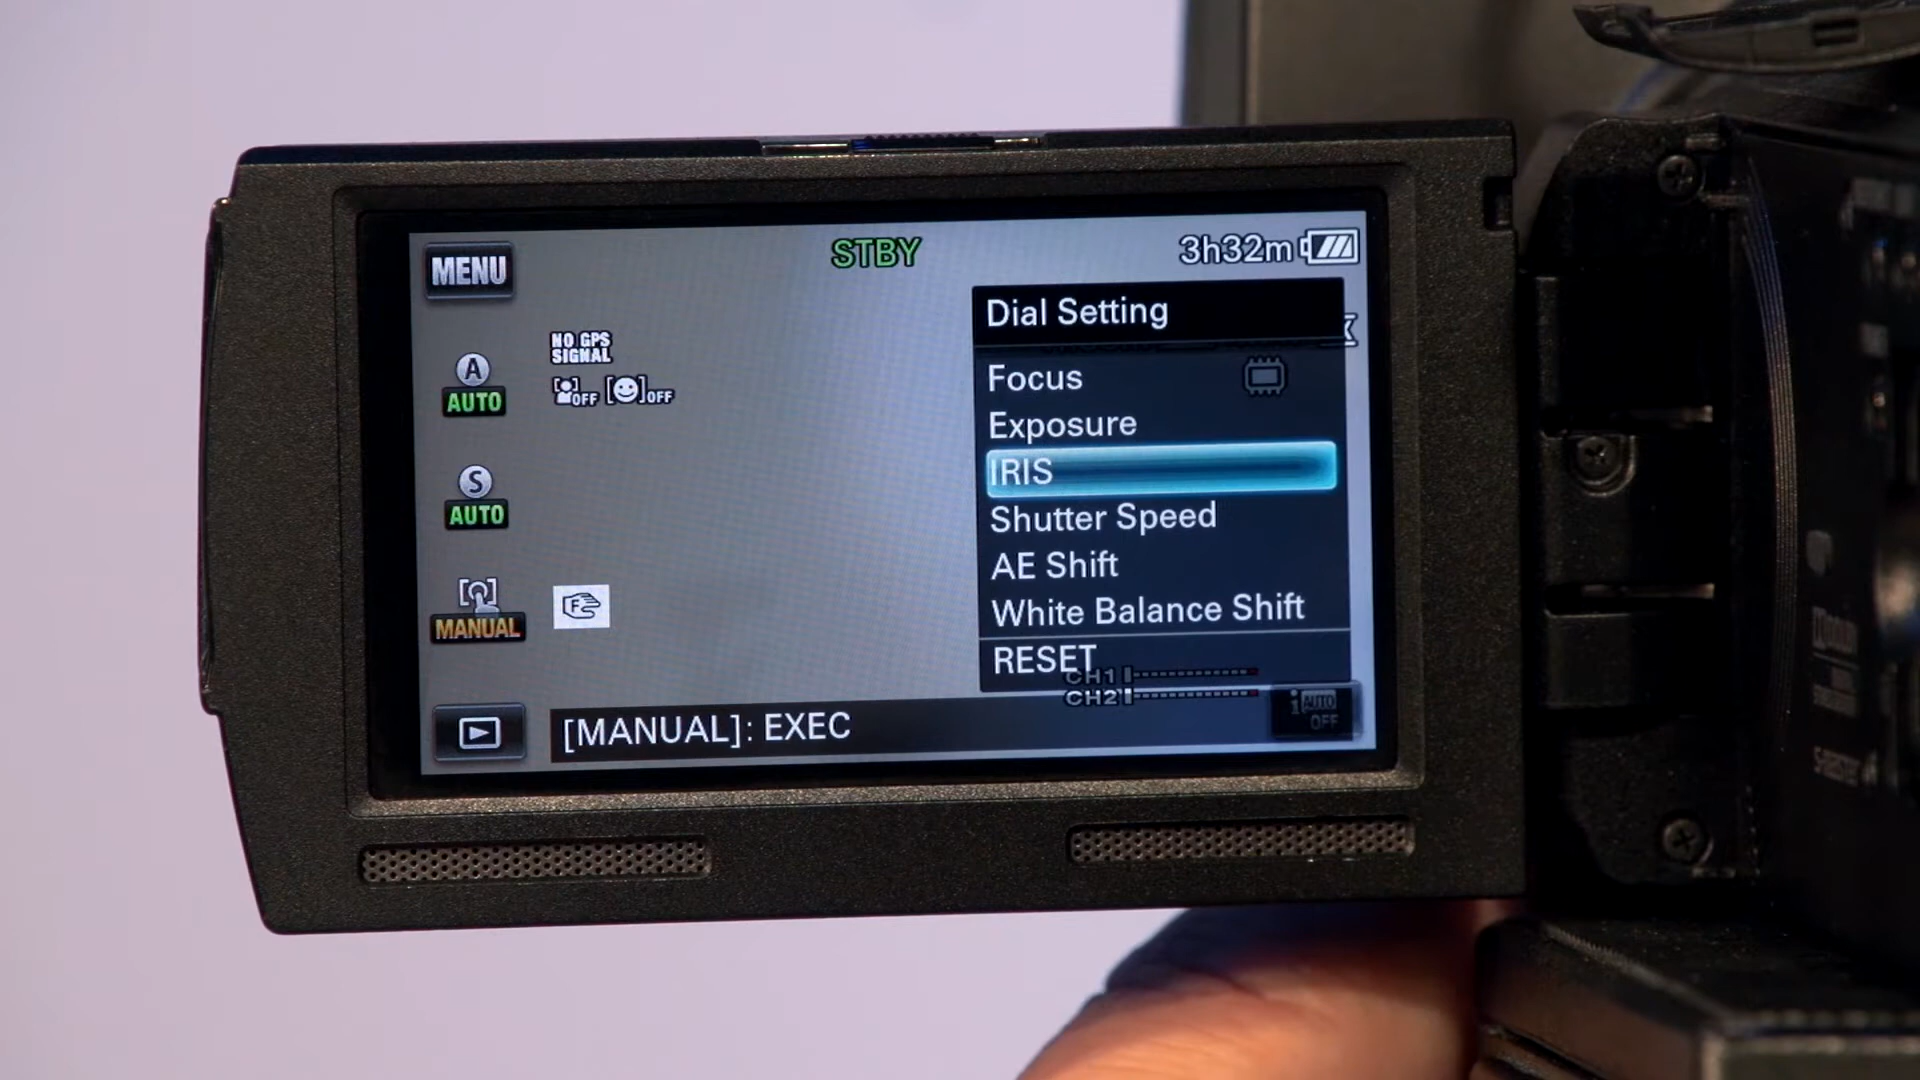 MENU
STBY
3h32m
Dial Setting
NO GPS
SIGNAL
A
AUTO
OFF
OFF
Focus
Exposure
IRIS
S
AUTO
Shutter Speed
AE Shift
White Balance Shift
MANUAL
F
RESET
CH1
CH2
[MANUAL]: EXEC
i AUTO
OFF